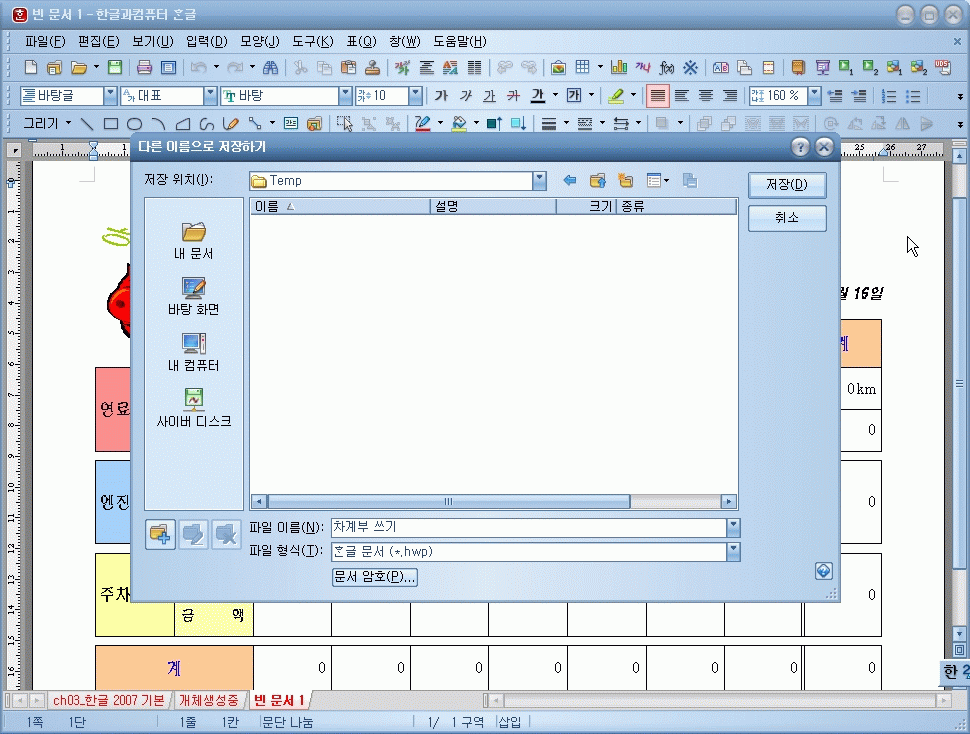 빈 문서 1 - 한글과컴퓨터 한글
파일(F) 편집(E) 보기(U) 입력(D) 모양(J) 도구(K) 표(Q) 창(W) 도움말(H)
바탕글 대표 바탕 10 가 가 가 가 가 가 160 %
그리기
1 25 26 27
다른 이름으로 저장하기
저장 위치(I): Temp 저장(D)
이름 설명 크기 종류 취소
내 문서
바탕 화면
내 컴퓨터
사이버 디스크
파일 이름(N): 차계부 쓰기
파일 형식(T): 한글 문서 (*.hwp)
문서 암호(P)...
월 16일
계
연료 0km
0
엔진 0
주차 0
금 액
계 0 0 0 0 0 0 0 0
한
ch03_한글 2007 기본 개체생성중 빈 문서 1
1쪽 1단 1줄 1칸 문단 나눔 1/ 1 구역 삽입